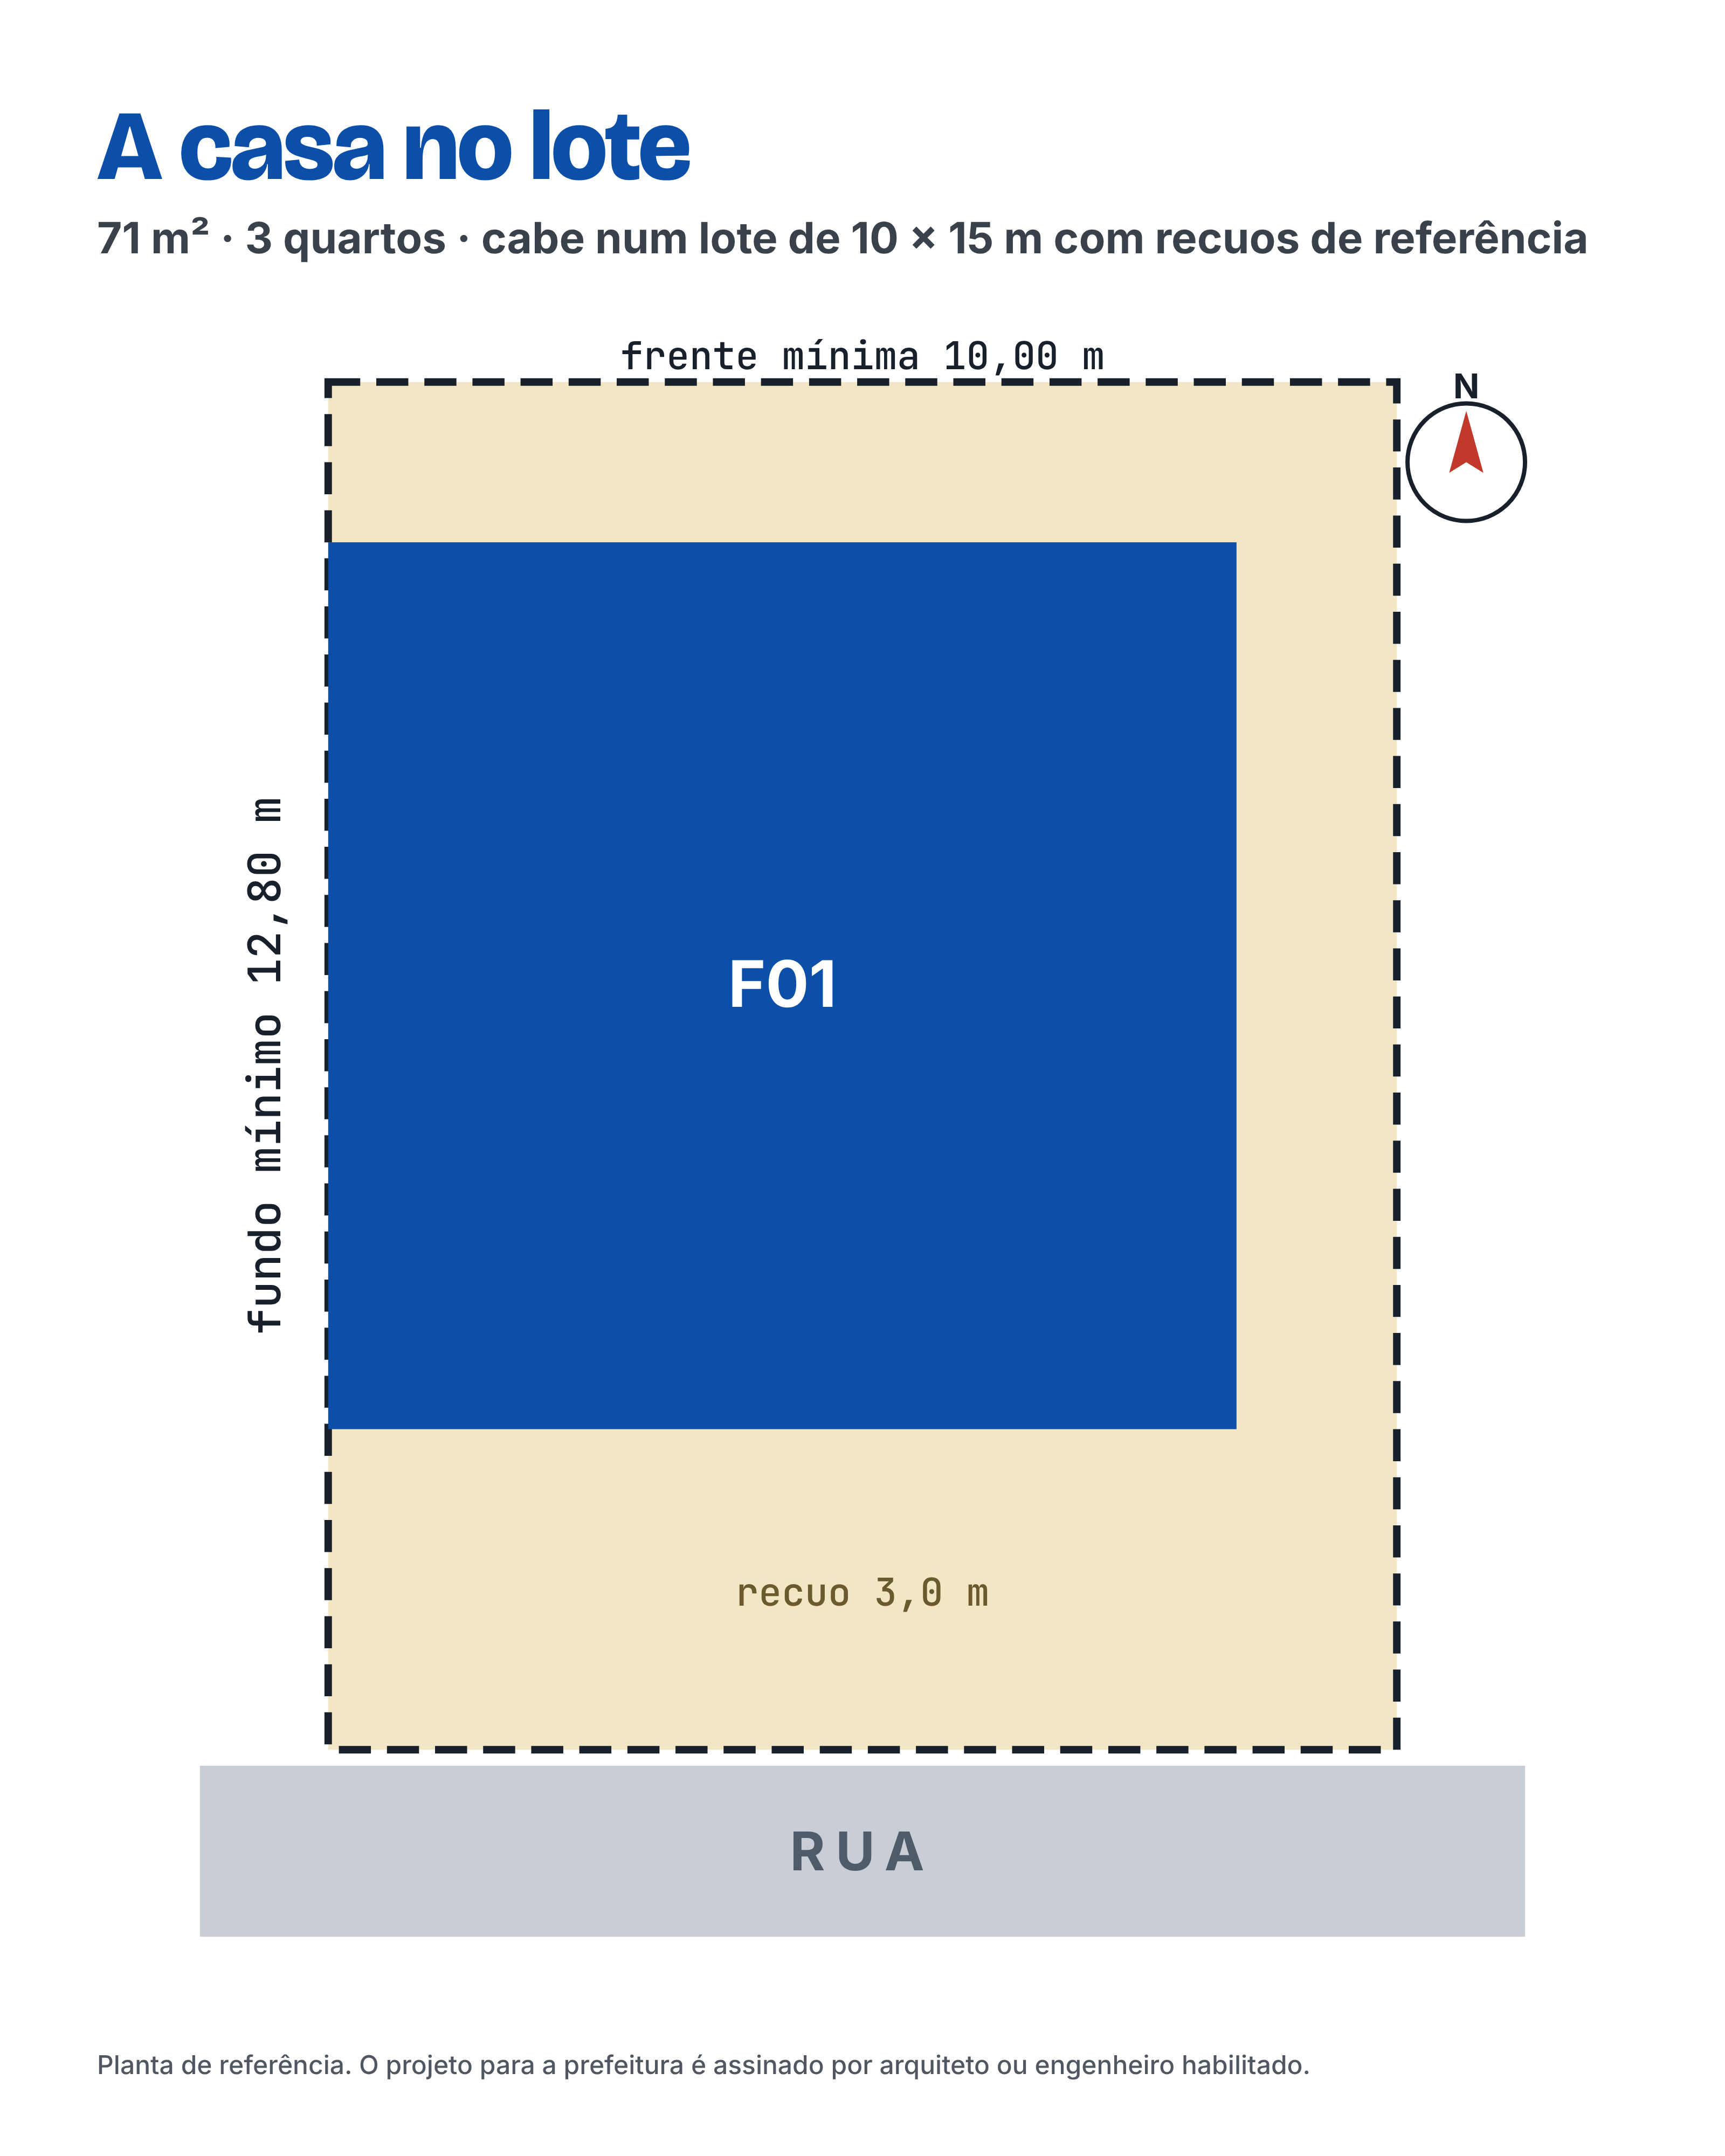 A casa no lote
71 m² · 3 quartos · cabe num lote de 10 × 15 m com recuos de referência
frente mínima 10,00 m
N
fundo mínimo 12,80 m
F01
recuo 3,0 m
RUA
Planta de referência. O projeto para a prefeitura é assinado por arquiteto ou engenheiro habilitado.